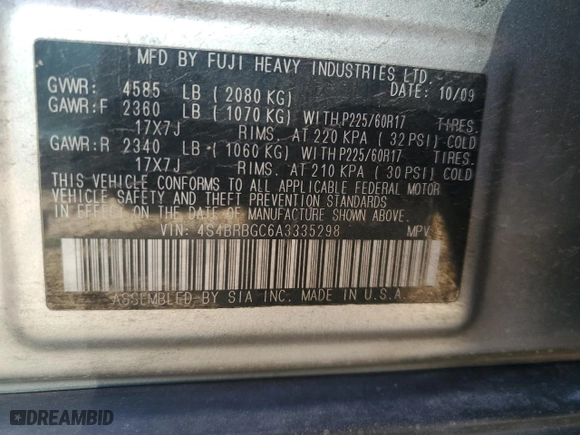 MFD BY FUJI HEAVY INDUSTRIES LTD.
GVWR: 4585 LB ( 2080 KG) DATE: 10/09
GAWR:F 2360 LB ( 1070 KG) WITH P225/60R17 TIRES.
17X7J RIMS. AT 220 KPA ( 32 PSI) COLD
GAWR:R 2340 LB ( 1060 KG) WITH P225/60R17 TIRES.
17X7J RIMS. AT 210 KPA ( 30 PSI) COLD
THIS VEHICLE CONFORMS TO ALL APPLICABLE FEDERAL MOTOR
VEHICLE SAFETY AND THEFT PREVENTION STANDARDS
IN EFFECT ON THE DATE OF MANUFACTURE SHOWN ABOVE.
VIN: 4S4BRBGC6A3335298 MPV
ASSEMBLED BY SIA INC. MADE IN U.S.A.
DREAMBID